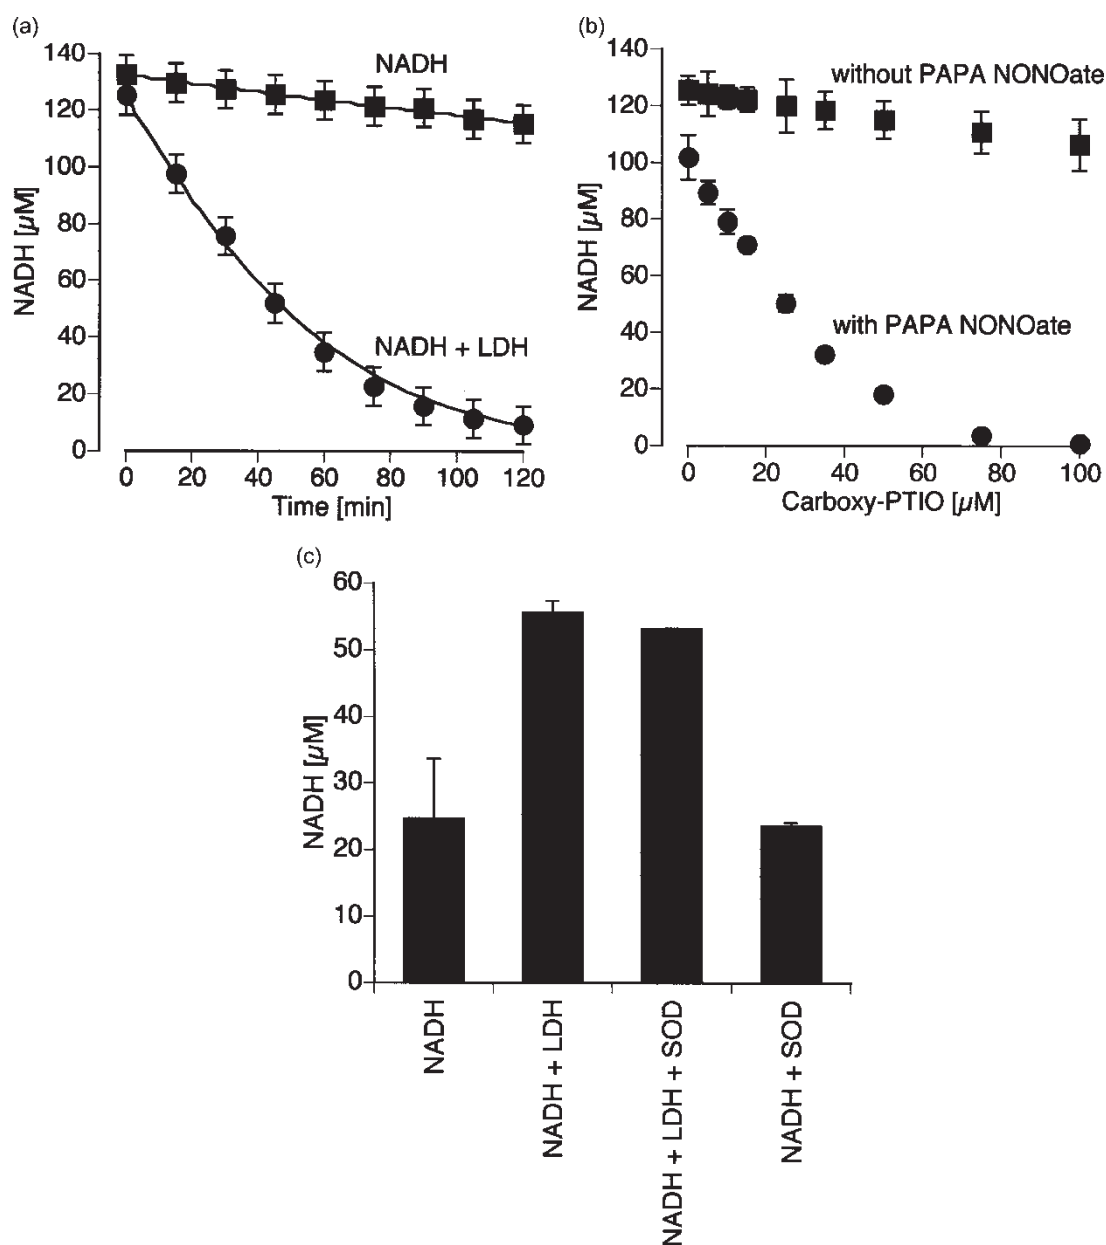 (a)
NADH [µM]
140
120
100
80
60
40
20
0
NADH
NADH + LDH
0 20 40 60 80 100 120
Time [min]
(b)
NADH [µM]
140
120
100
80
60
40
20
0
without PAPA NONOate
with PAPA NONOate
0 20 40 60 80 100
Carboxy-PTIO [µM]
(c)
NADH [µM]
60
50
40
30
20
10
0
NADH
NADH + LDH
NADH + LDH + SOD
NADH + SOD